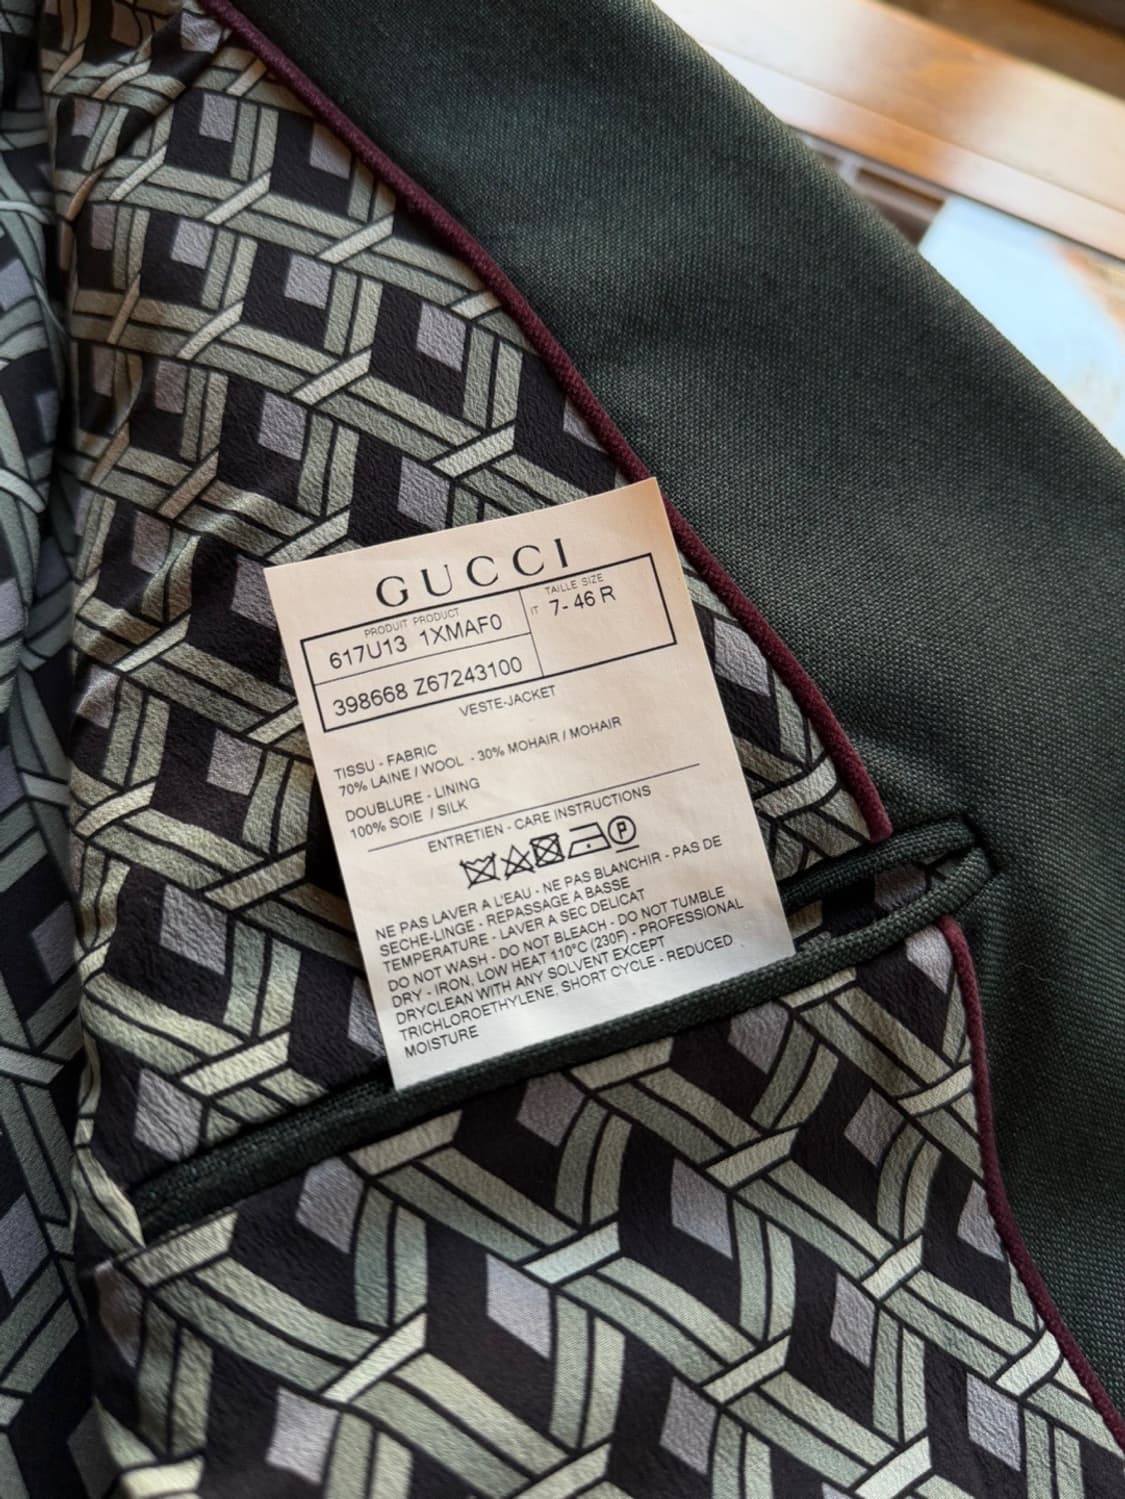 GUCCI
PRODUIT PRODUCT
617U13 1XMAF0
398668 Z67243100
TAILLE SIZE
IT 7- 46 R
VESTE-JACKET
TISSU - FABRIC
70% LAINE / WOOL - 30% MOHAIR / MOHAIR
DOUBLURE - LINING
100% SOIE / SILK
ENTRETIEN - CARE INSTRUCTIONS
P
NE PAS LAVER A L'EAU - NE PAS BLANCHIR - PAS DE
SECHE-LINGE - REPASSAGE A BASSE
TEMPERATURE - LAVER A SEC DELICAT
DO NOT WASH - DO NOT BLEACH - DO NOT TUMBLE
DRY - IRON, LOW HEAT 110°C (230F) - PROFESSIONAL
DRYCLEAN WITH ANY SOLVENT EXCEPT
TRICHLOROETHYLENE, SHORT CYCLE - REDUCED
MOISTURE